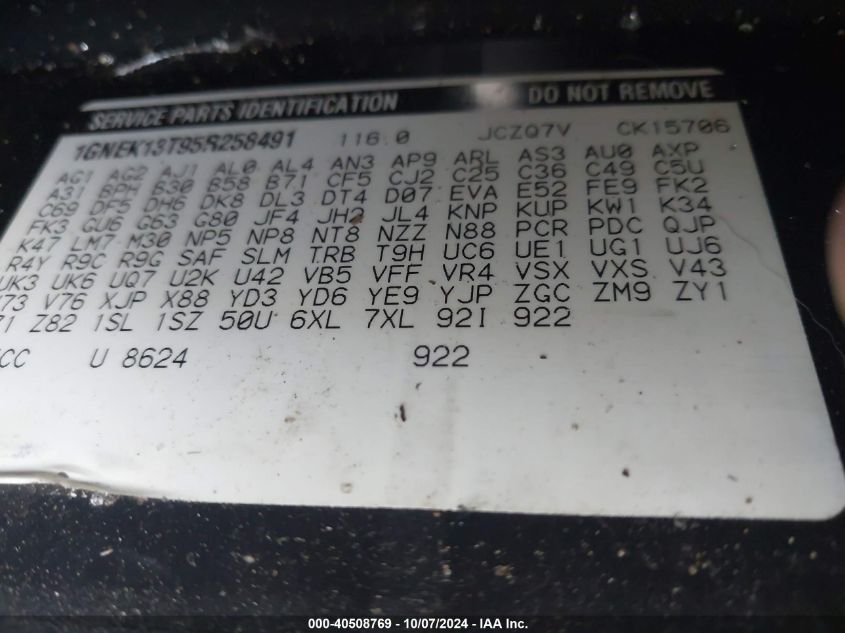 SERVICE PARTS IDENTIFICATION DO NOT REMOVE
1GNEK13T95R258491 116.0 JCZQ7V CK15706
AG1 AG2 AJ1 AL0 AL4 AN3 AP9 ARL AS3 AU0 AXP
A31 BPH B30 B58 B71 CF5 CJ2 C25 C36 C49 C5U
C69 DF5 DH6 DK8 DL3 DT4 D07 EVA E52 FE9 FK2
FK3 GU6 G63 G80 JF4 JH2 JL4 KNP KUP KW1 K34
K47 LM7 M30 NP5 NP8 NT8 NZZ N88 PCR PDC QJP
R4Y R9C R9G SAF SLM TRB T9H UC6 UE1 UG1 UJ6
UK3 UK6 UQ7 U2K U42 VB5 VFF VR4 VSX VXS V43
V73 V76 XJP X88 YD3 YD6 YE9 YJP ZGC ZM9 ZY1
Z82 1SL 1SZ 50U 6XL 7XL 92I 922
U 8624 922
000-40508769 - 10/07/2024 - IAA Inc.